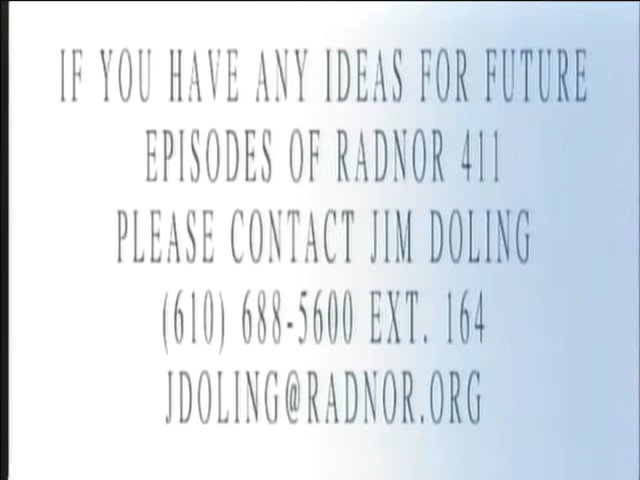 IF YOU HAVE ANY IDEAS FOR FUTURE
EPISODES OF RADNOR 411
PLEASE CONTACT JIM DOLING
(610) 688-5600 EXT. 164
JDOLING@RADNOR.ORG